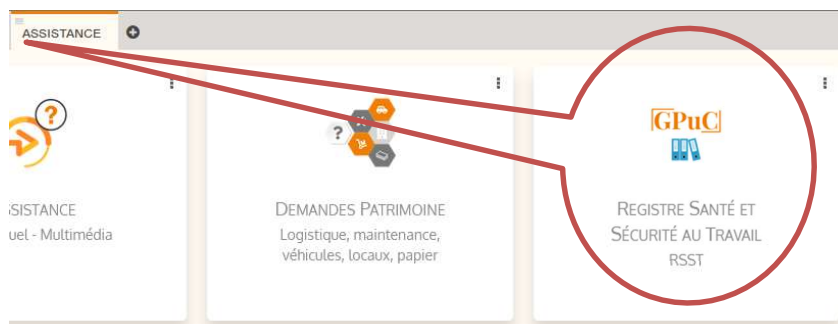 ASSISTANCE
?
SSISTANCE
uel - Multimédia
?
DEMANDES PATRIMOINE
Logistique, maintenance,
véhicules, locaux, papier
GPuC
REGISTRE SANTÉ ET
SÉCURITÉ AU TRAVAIL
RSST